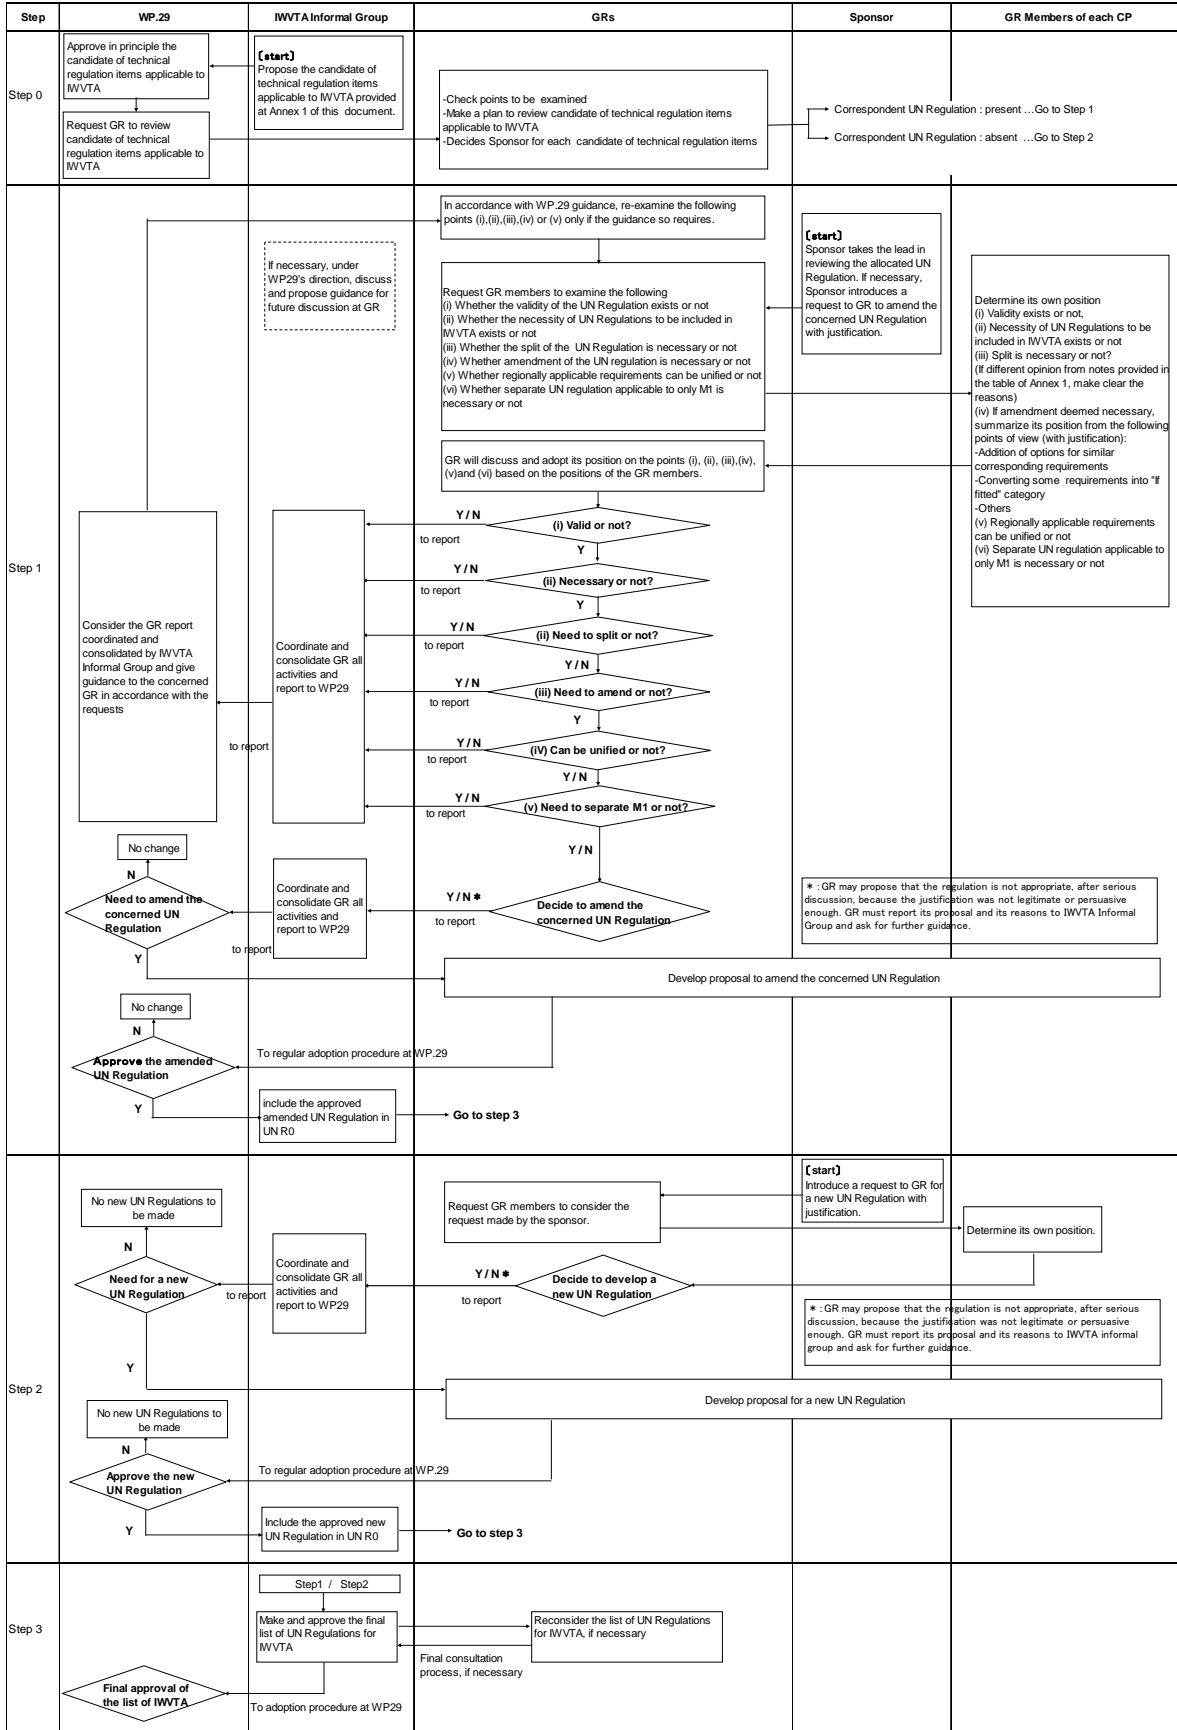 Step
WP.29
IWVTA Informal Group
GRs
Sponsor
GR Members of each CP
Step 0
Approve in principle the
candidate of technical
regulation items applicable to
IWVTA
Request GR to review
candidate of technical
regulation items applicable to
IWVTA
〔start〕
Propose the candidate of
technical regulation items
applicable to IWVTA provided
at Annex 1 of this document.
-Check points to be examined
-Make a plan to review candidate of technical regulation items
applicable to IWVTA
-Decides Sponsor for each candidate of technical regulation items
Correspondent UN Regulation : present …Go to Step 1
Correspondent UN Regulation : absent …Go to Step 2
Step 1
In accordance with WP.29 guidance, re-examine the following
points (i),(ii),(iii),(iv) or (v) only if the guidance so requires.
If necessary, under
WP29's direction, discuss
and propose guidance for
future discussion at GR
Request GR members to examine the following
(i) Whether the validity of the UN Regulation exists or not
(ii) Whether the necessity of UN Regulations to be included in
IWVTA exists or not
(iii) Whether the split of the UN Regulation is necessary or not
(iv) Whether amendment of the UN regulation is necessary or not
(v) Whether regionally applicable requirements can be unified or not
(vi) Whether separate UN regulation applicable to only M1 is
necessary or not
〔start〕
Sponsor takes the lead in
reviewing the allocated UN
Regulation. If necessary,
Sponsor introduces a
request to GR to amend the
concerned UN Regulation
with justification.
Determine its own position
(i) Validity exists or not,
(ii) Necessity of UN Regulations to be
included in IWVTA exists or not
(iii) Split is necessary or not?
(If different opinion from notes provided in
the table of Annex 1, make clear the
reasons)
(iv) If amendment deemed necessary,
summarize its position from the following
points of view (with justification):
-Addition of options for similar
corresponding requirements
-Converting some requirements into "If
fitted" category
-Others
(v) Regionally applicable requirements
can be unified or not
(vi) Separate UN regulation applicable to
only M1 is necessary or not
GR will discuss and adopt its position on the points (i), (ii), (iii),(iv),
(v)and (vi) based on the positions of the GR members.
Y / N
to report
(i) Valid or not?
Y
Y / N
to report
(ii) Necessary or not?
Y
Y / N
to report
(ii) Need to split or not?
Y / N
Y / N
to report
(iii) Need to amend or not?
Y
Y / N
to report
(iV) Can be unified or not?
Y / N
Y / N
to report
(v) Need to separate M1 or not?
Y / N
Consider the GR report
coordinated and
consolidated by IWVTA
Informal Group and give
guidance to the concerned
GR in accordance with the
requests
to report
Coordinate and
consolidate GR all
activities and
report to WP29
No change
N
Need to amend the
concerned UN
Regulation
Y
to report
Coordinate and
consolidate GR all
activities and
report to WP29
Y / N＊
to report
Decide to amend the
concerned UN Regulation
＊ : GR may propose that the regulation is not appropriate, after serious
discussion, because the justification was not legitimate or persuasive
enough. GR must report its proposal and its reasons to IWVTA Informal
Group and ask for further guidance.
Develop proposal to amend the concerned UN Regulation
No change
N
Approve the amended
UN Regulation
Y
To regular adoption procedure at WP.29
include the approved
amended UN Regulation in
UN R0
Go to step 3
Step 2
〔start〕
Introduce a request to GR for
a new UN Regulation with
justification.
Request GR members to consider the
request made by the sponsor.
Determine its own position.
No new UN Regulations to
be made
N
Need for a new
UN Regulation
Y
to report
Coordinate and
consolidate GR all
activities and
report to WP29
Y / N＊
to report
Decide to develop a
new UN Regulation
＊ : GR may propose that the regulation is not appropriate, after serious
discussion, because the justification was not legitimate or persuasive
enough. GR must report its proposal and its reasons to IWVTA informal
group and ask for further guidance.
Develop proposal for a new UN Regulation
No new UN Regulations to
be made
N
Approve the new
UN Regulation
Y
To regular adoption procedure at WP.29
Include the approved new
UN Regulation in UN R0
Go to step 3
Step 3
Step1 / Step2
Make and approve the final
list of UN Regulations for
IWVTA
Reconsider the list of UN Regulations
for IWVTA, if necessary
Final consultation
process, if necessary
Final approval of
the list of IWVTA
To adoption procedure at WP29